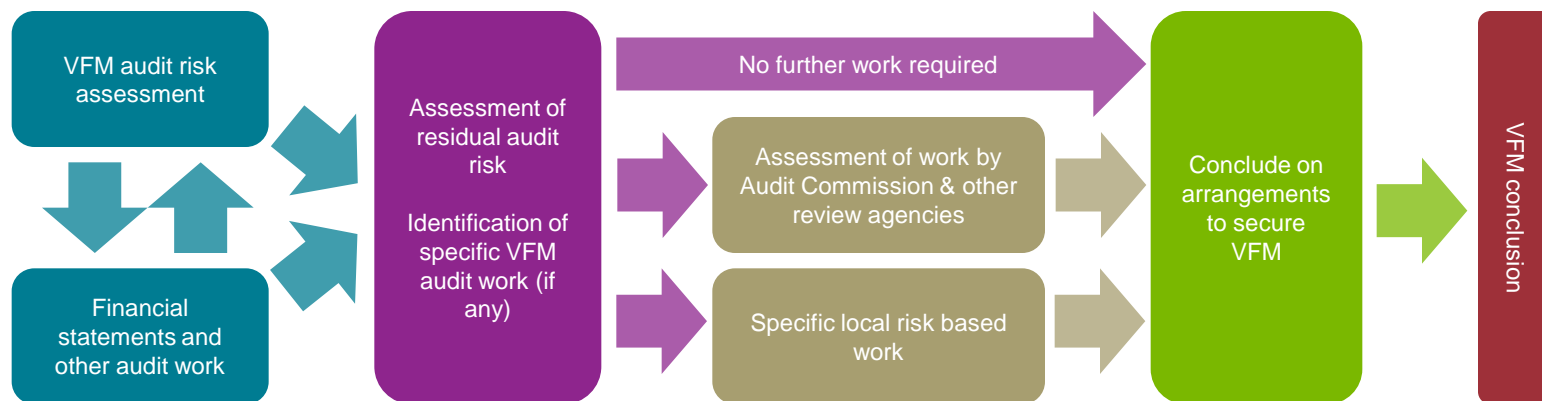 VFM audit risk
assessment
Financial
statements and
other audit work
Assessment of
residual audit
risk
Identification of
specific VFM
audit work (if
any)
No further work required
Assessment of work by
Audit Commission & other
review agencies
Specific local risk based
work
Conclude on
arrangements
to secure
VFM
VFM conclusion